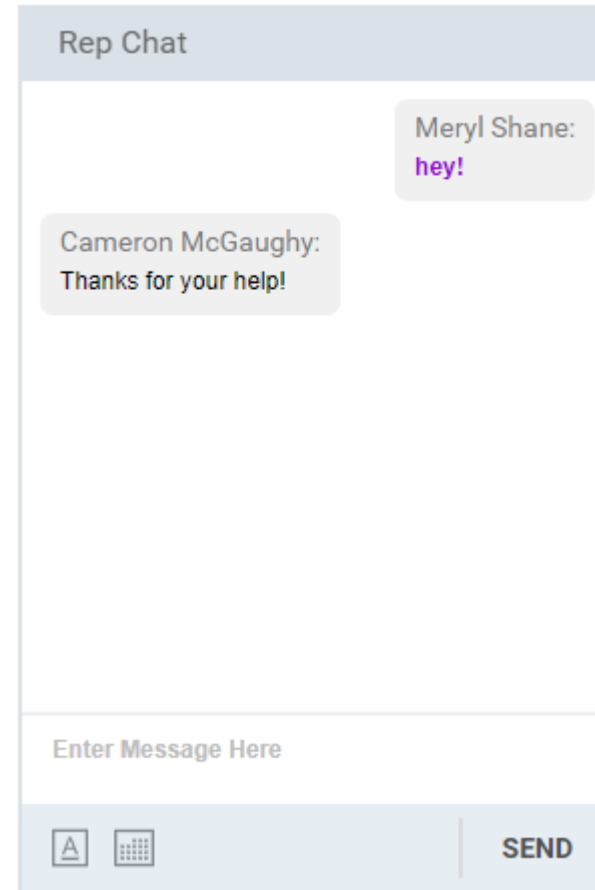 Rep Chat
Meryl Shane:
hey!
Cameron McGaughy:
Thanks for your help!
Enter Message Here
A
SEND